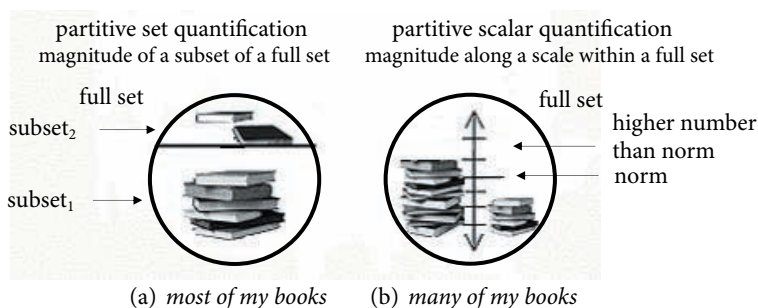 partitive set quantification
magnitude of a subset of a full set
full set
subset₂
subset₁
(a) most of my books
partitive scalar quantification
magnitude along a scale within a full set
full set
higher number
than norm
norm
(b) many of my books